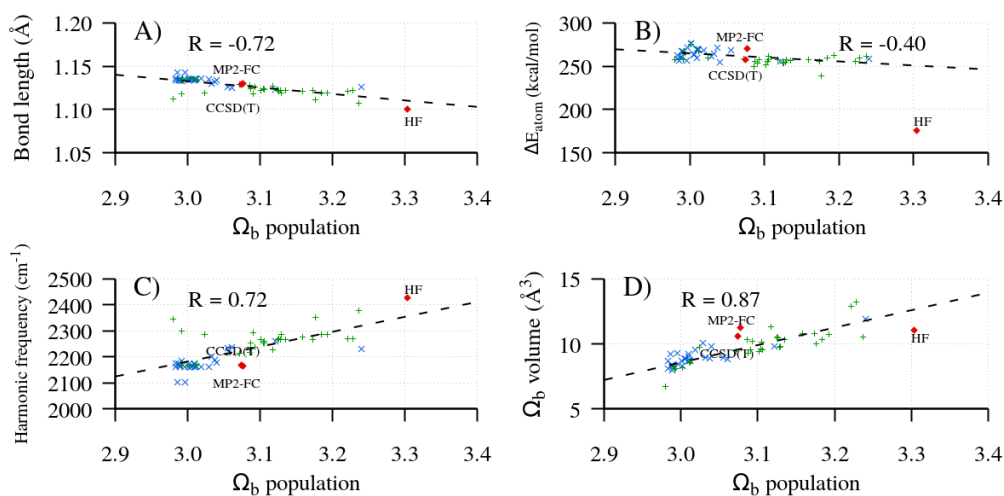 A)
R = -0.72
MP2-FC
CCSD(T)
HF
Bond length (Å)
1.20
1.15
1.10
1.05
2.9 3.0 3.1 3.2 3.3 3.4
Ωb population
B)
R = -0.40
MP2-FC
CCSD(T)
HF
ΔEatom (kcal/mol)
300
250
200
150
2.9 3.0 3.1 3.2 3.3 3.4
Ωb population
C)
R = 0.72
CCSD(T)
MP2-FC
HF
Harmonic frequency (cm⁻¹)
2500
2400
2300
2200
2100
2000
2.9 3.0 3.1 3.2 3.3 3.4
Ωb population
D)
R = 0.87
MP2-FC
CCSD(T)
HF
Ωb volume (Å³)
15
10
5
2.9 3.0 3.1 3.2 3.3 3.4
Ωb population